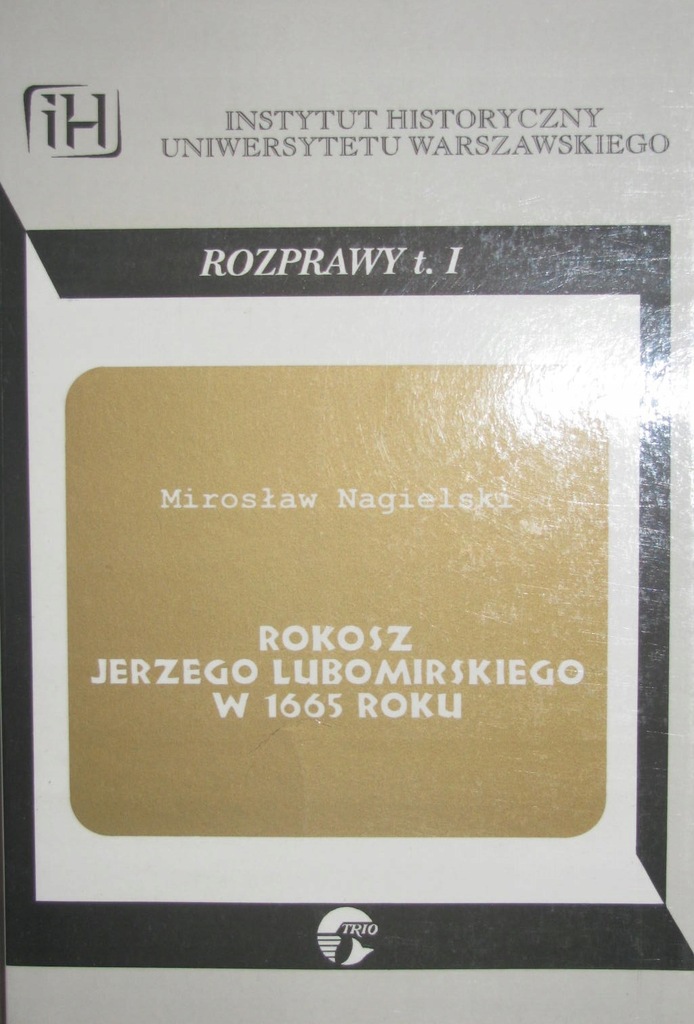 iH
INSTYTUT HISTORYCZNY
UNIWERSYTETU WARSZAWSKIEGO
ROZPRAWY t. I
Mirosław Nagielski
ROKOSZ
JERZEGO LUBOMIRSKIEGO
W 1665 ROKU
TRIO